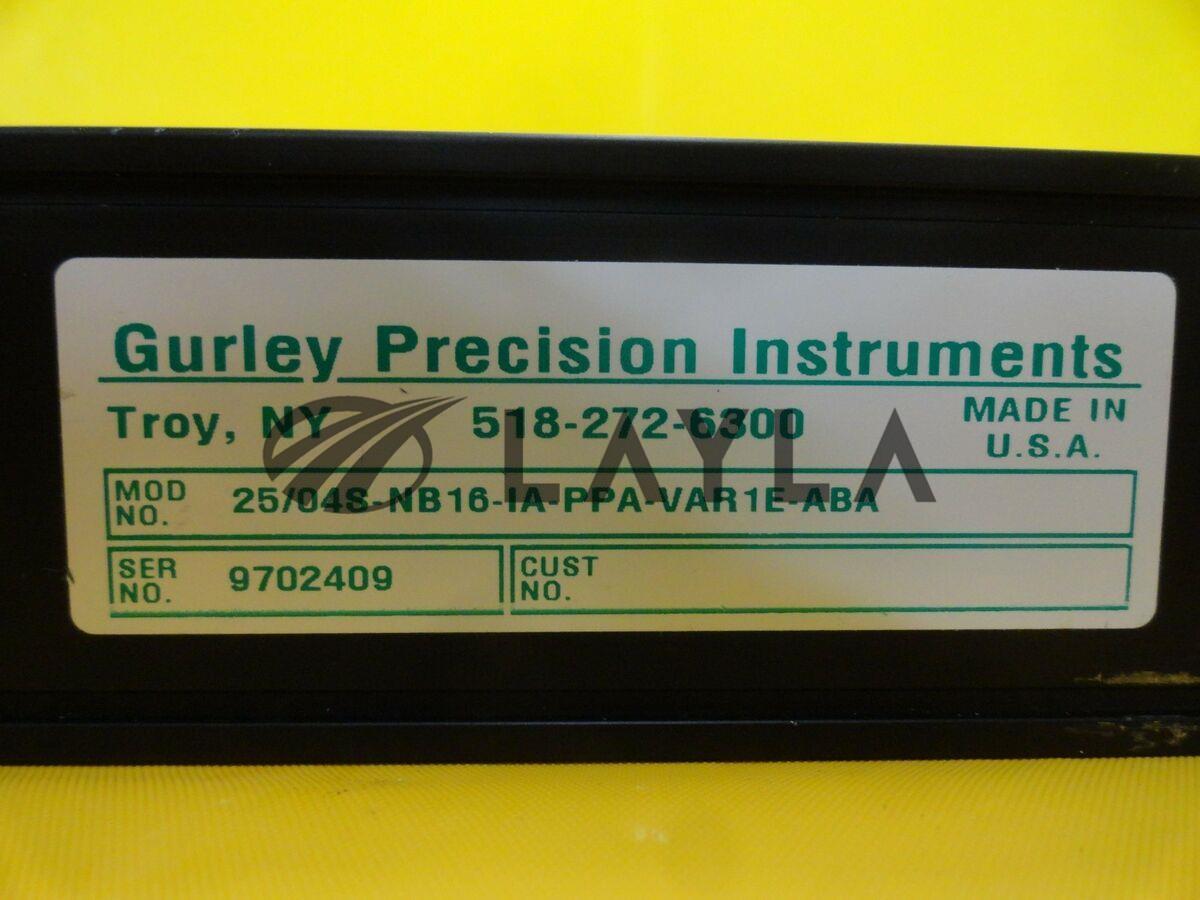 Gurley Precision Instruments
Troy, NY 518-272-6300 MADE IN
U.S.A.
LAYLA
MOD NO. 25/04S-NB16-IA-PPA-VAR1E-ABA
SER NO. 9702409 CUST NO.